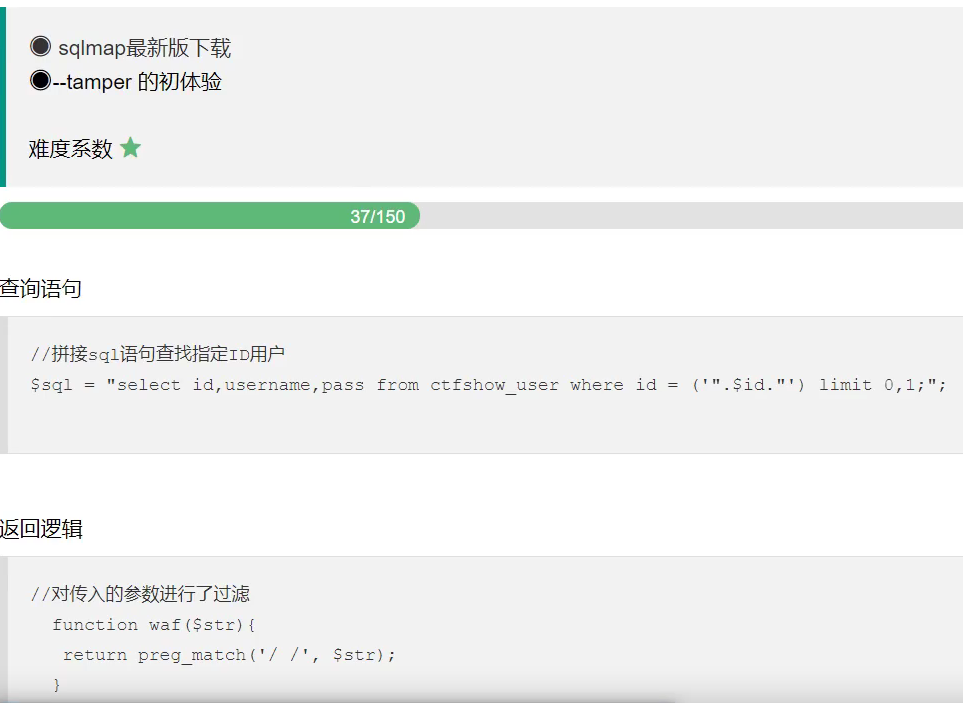 ◉ sqlmap最新版下载
◉--tamper 的初体验
难度系数 ★
37/150
查询语句
//拼接sql语句查找指定ID用户
$sql = "select id,username,pass from ctfshow_user where id = ('".$id."') limit 0,1;";
返回逻辑
//对传入的参数进行了过滤
function waf($str){
return preg_match('/ /', $str);
}